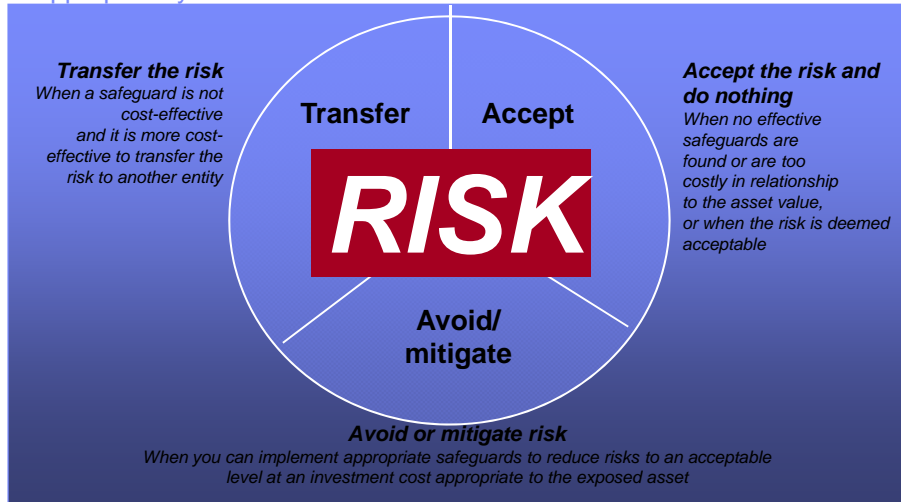 Transfer the risk
When a safeguard is not
cost-effective
and it is more cost-
effective to transfer the
risk to another entity
Transfer
Accept
Accept the risk and
do nothing
When no effective
safeguards are
found or are too
costly in relationship
to the asset value,
or when the risk is deemed
acceptable
RISK
Avoid/
mitigate
Avoid or mitigate risk
When you can implement appropriate safeguards to reduce risks to an acceptable
level at an investment cost appropriate to the exposed asset